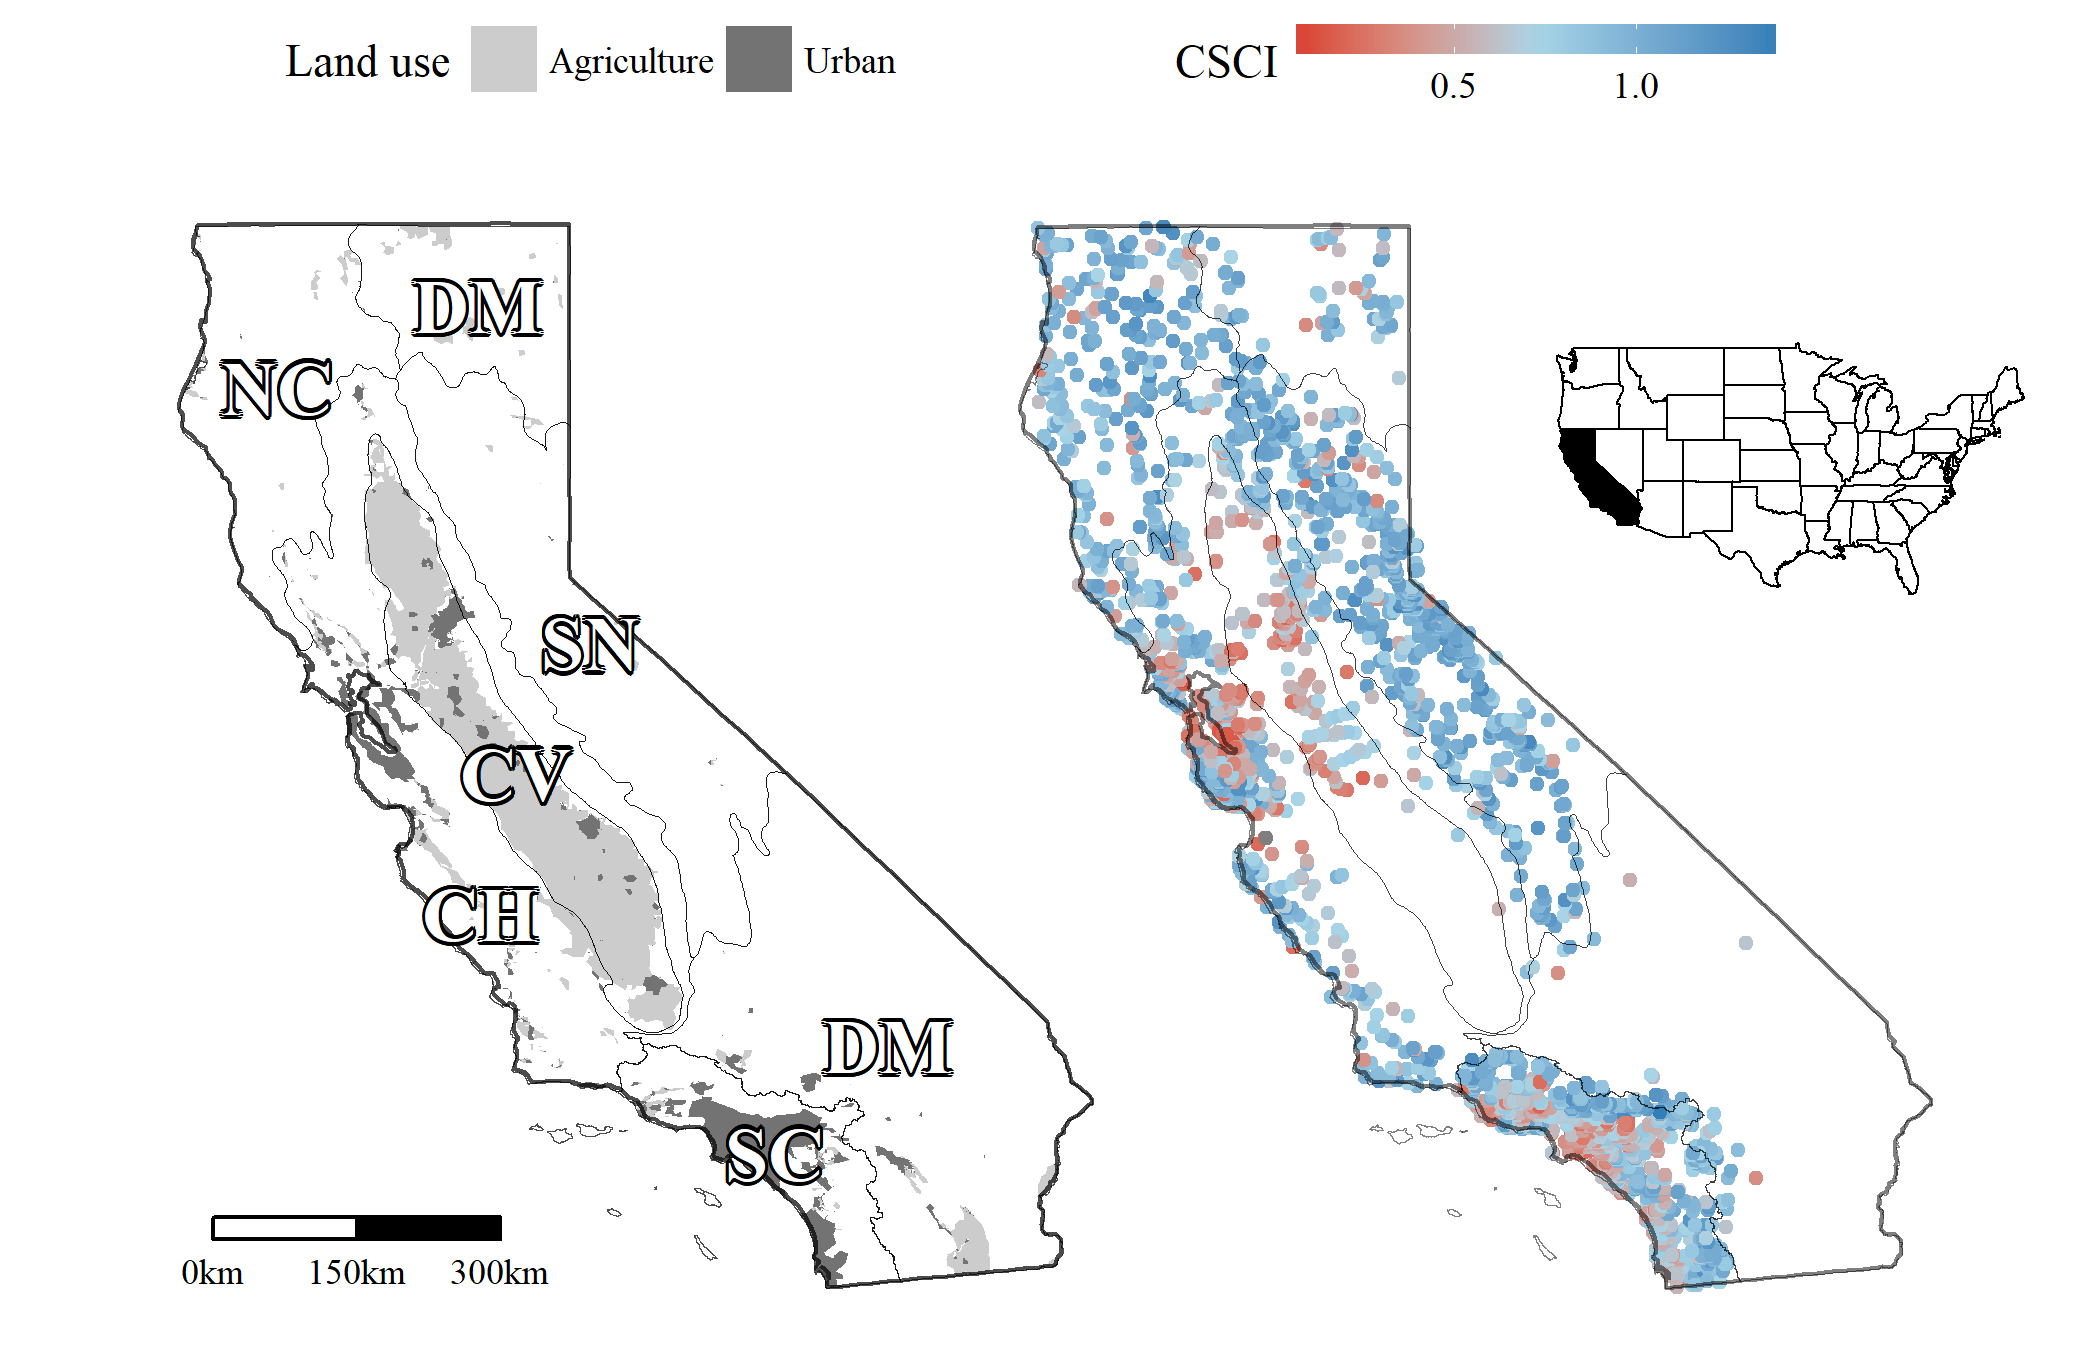 Land use Agriculture Urban
CSCI
0.5 1.0
DM
NC
SN
CV
CH
DM
SC
0km 150km 300km